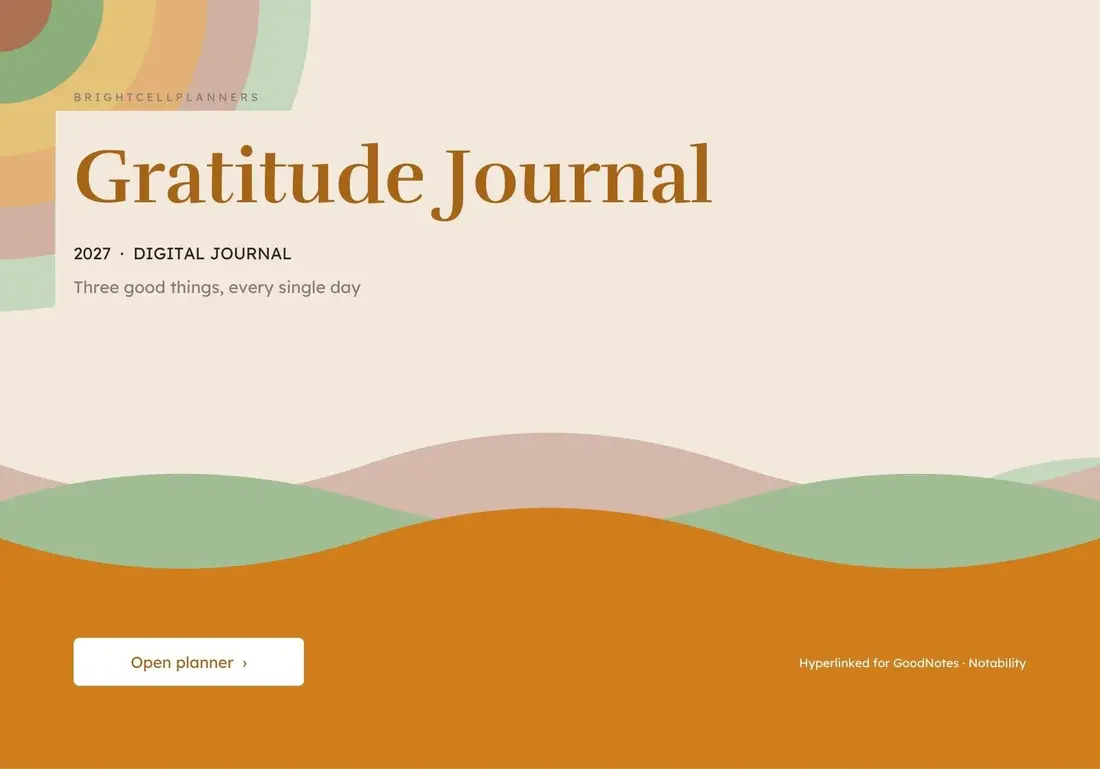 BRIGHTCELLPLANNERS
Gratitude Journal
2027 · DIGITAL JOURNAL
Three good things, every single day
Open planner ›
Hyperlinked for GoodNotes · Notability